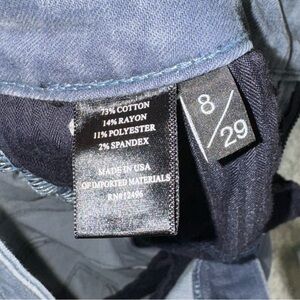 73% COTTON
14% RAYON
11% POLYESTER
2% SPANDEX
MADE IN USA
OF IMPORTED MATERIALS
8/29